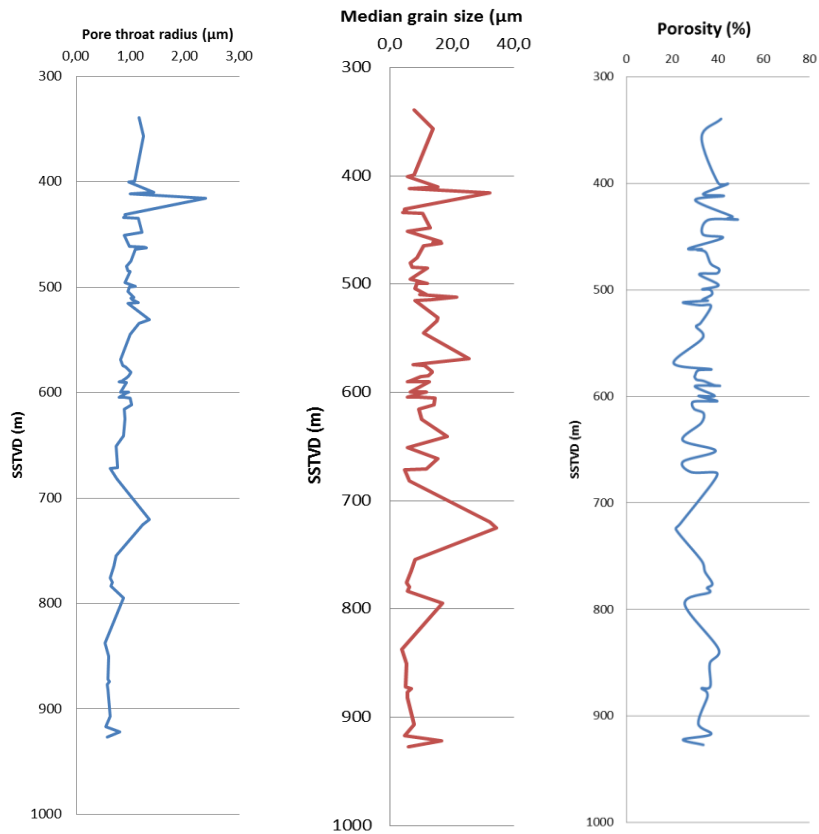 Pore throat radius (µm)
0,00 1,00 2,00 3,00
300
400
500
600
700
800
900
1000
SSTVD (m)
Median grain size (µm
0,0 20,0 40,0
300
400
500
600
700
800
900
1000
SSTVD (m)
Porosity (%)
0 20 40 60 80
300
400
500
600
700
800
900
1000
SSTVD (m)